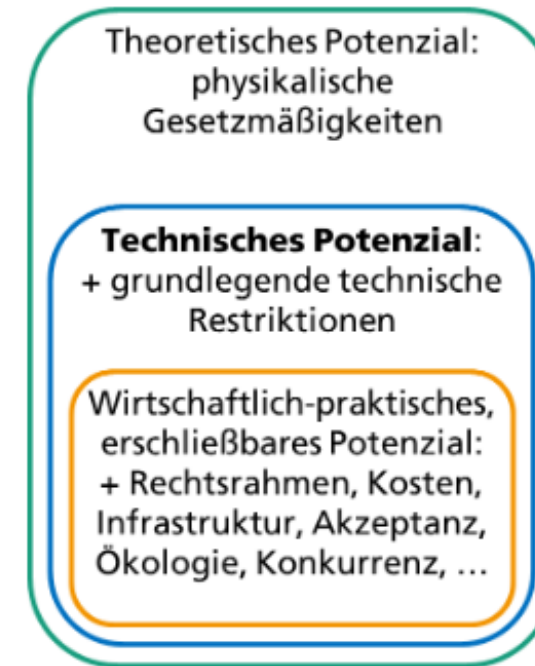 Theoretisches Potenzial:
physikalische
Gesetzmäßigkeiten
Technisches Potenzial:
+ grundlegende technische
Restriktionen
Wirtschaftlich-praktisches,
erschließbares Potenzial:
+ Rechtsrahmen, Kosten,
Infrastruktur, Akzeptanz,
Ökologie, Konkurrenz, ...